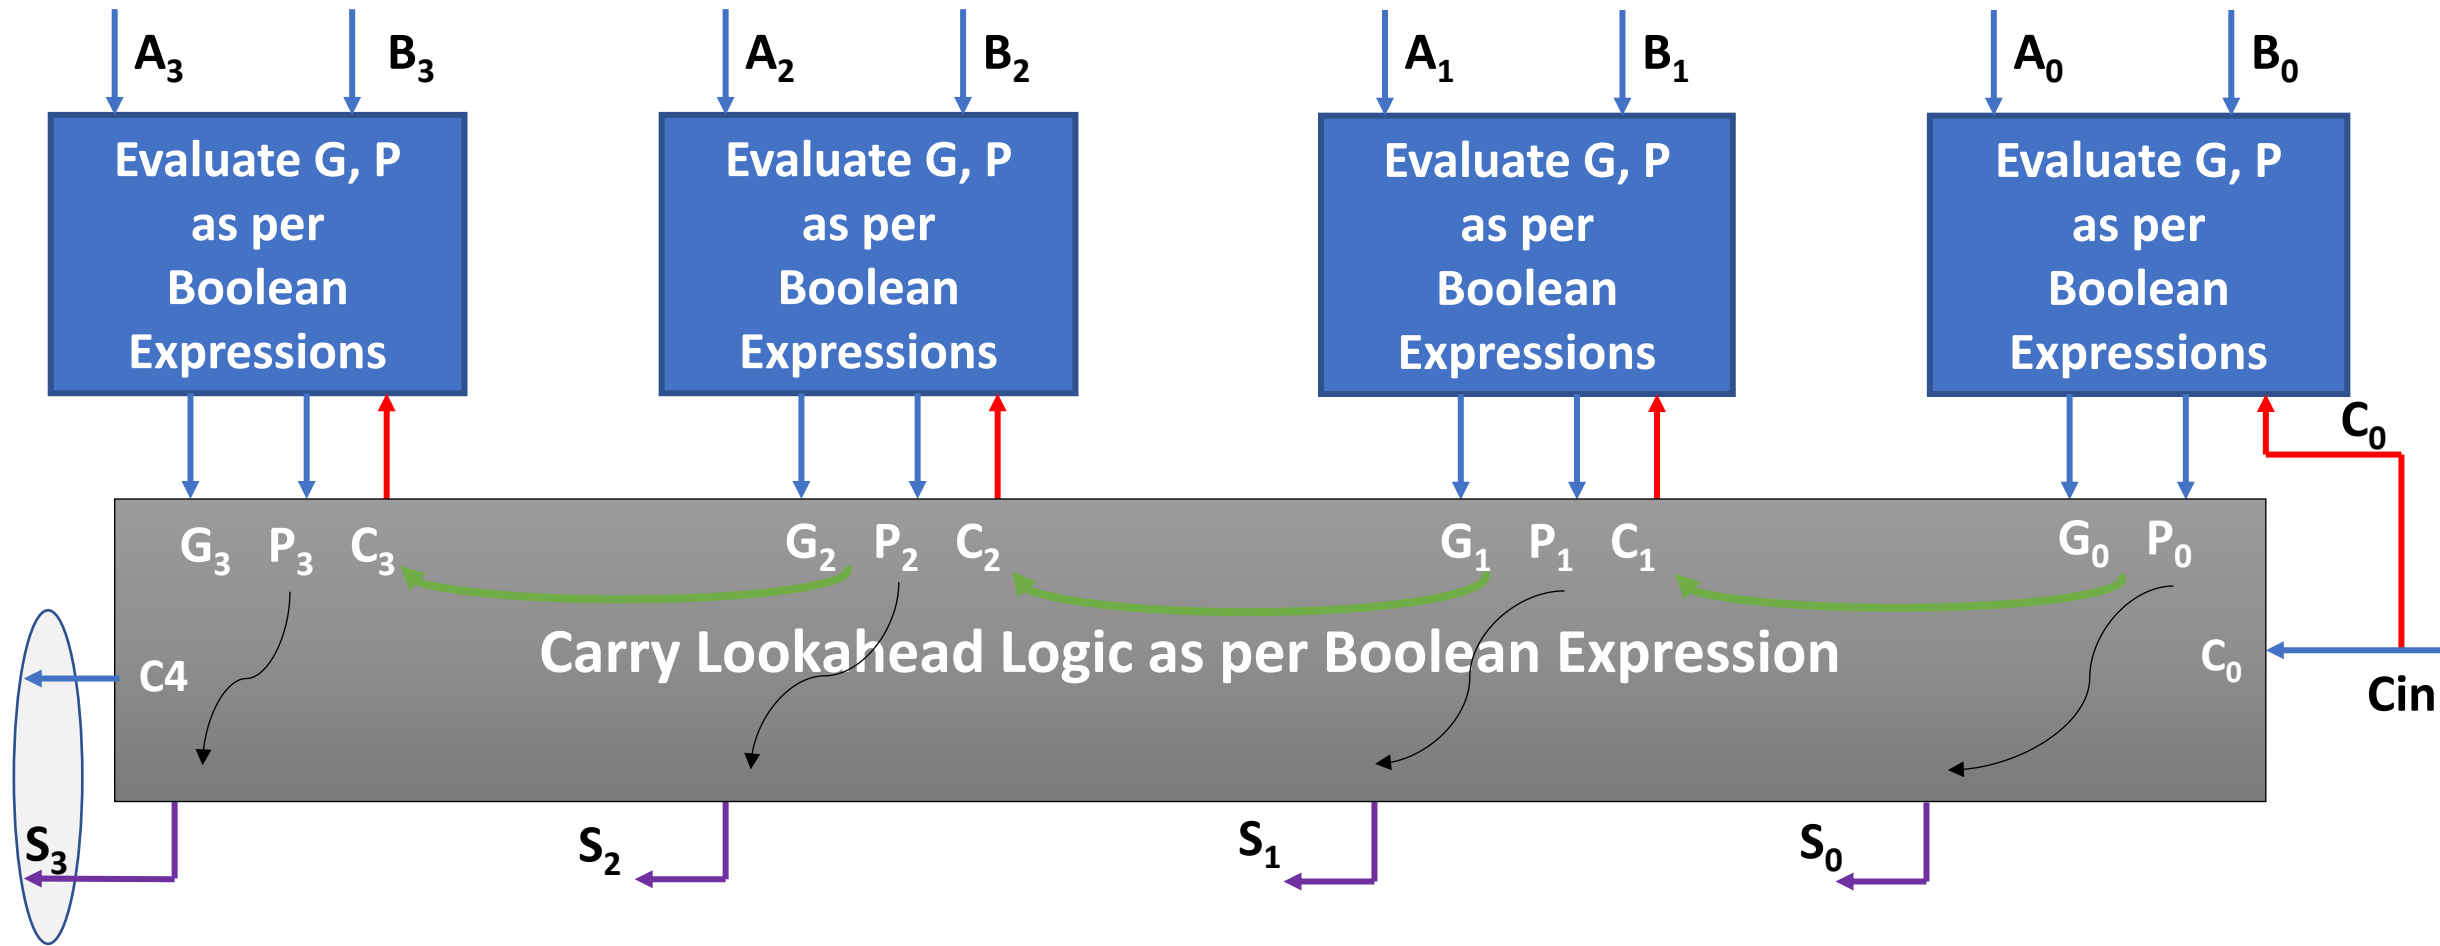 A3 B3 A2 B2 A1 B1 A0 B0
Evaluate G, P
as per
Boolean
Expressions
Evaluate G, P
as per
Boolean
Expressions
Evaluate G, P
as per
Boolean
Expressions
Evaluate G, P
as per
Boolean
Expressions
C0
G3 P3 C3 G2 P2 C2 G1 P1 C1 G0 P0
Carry Lookahead Logic as per Boolean Expression
C4
C0
Cin
S3 S2 S1 S0